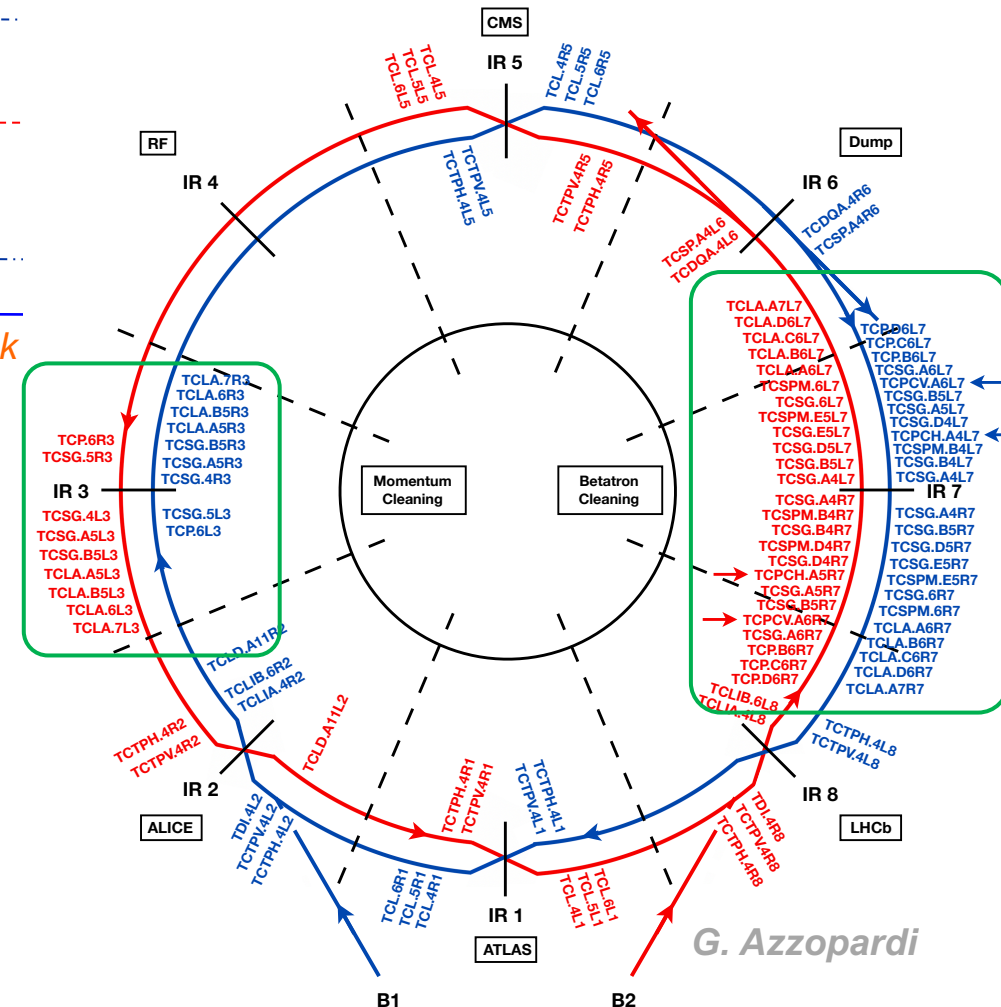 CMS
IR 5
TCL.6L5
TCL.5L5
TCL.4L5
TCL.4R5
TCL.5R5
TCL.6R5
RF
IR 4
TCTPH.4L5
TCTPV.4L5
TCTPV.4R5
TCTPH.4R5
Dump
IR 6
TCSP.A4L6
TCDQA.4L6
TCDQA.4R6
TCSP.A4R6
k
TCLA.7R3
TCLA.6R3
TCLA.B5R3
TCLA.A5R3
TCSG.B5R3
TCSG.A5R3
TCSG.4R3
TCP.6R3
TCSG.5R3
IR 3
TCSG.5L3
TCP.6L3
TCSG.4L3
TCSG.A5L3
TCSG.B5L3
TCLA.A5L3
TCLA.B5L3
TCLA.6L3
TCLA.7L3
Momentum
Cleaning
Betatron
Cleaning
TCLA.A7L7
TCLA.D6L7
TCLA.C6L7
TCLA.B6L7
TCLA.A6L7
TCSPM.6L7
TCSG.6L7
TCSPM.E5L7
TCSG.E5L7
TCSG.D5L7
TCSG.B5L7
TCSG.A4L7
TCSG.A4R7
TCSPM.B4R7
TCSG.B4R7
TCSPM.D4R7
TCSG.D4R7
TCPCH.A5R7
TCSG.A5R7
TCSG.B5R7
TCPCV.A6R7
TCSG.A6R7
TCP.B6R7
TCP.C6R7
TCP.D6R7
TCP.D6L7
TCP.C6L7
TCP.B6L7
TCSG.A6L7
TCPCV.A6L7
TCSG.B5L7
TCSG.A5L7
TCSG.D4L7
TCPCH.A4L7
TCSPM.B4L7
TCSG.B4L7
TCSG.A4L7
IR 7
TCSG.A4R7
TCSG.B5R7
TCSG.D5R7
TCSG.E5R7
TCSPM.E5R7
TCSG.6R7
TCSPM.6R7
TCLA.A6R7
TCLA.B6R7
TCLA.C6R7
TCLA.D6R7
TCLA.A7R7
TCLD.A11R2
TCLIB.6R2
TCLIA.4R2
TCTPH.4R2
TCTPV.4R2
IR 2
ALICE
TCLD.A11L2
TDI.4L2
TCTPV.4L2
TCTPH.4L2
TCTPH.4R1
TCTPV.4R1
TCTPH.4L1
TCTPV.4L1
TCL.6R1
TCL.5R1
TCL.4R1
IR 1
ATLAS
TCL.6L1
TCL.5L1
TCL.4L1
TCLIB.6L8
TCLIA.4L8
TCTPH.4L8
TCTPV.4L8
IR 8
LHCb
TDI.4R8
TCTPV.4R8
TCTPH.4R8
G. Azzopardi
B1
B2